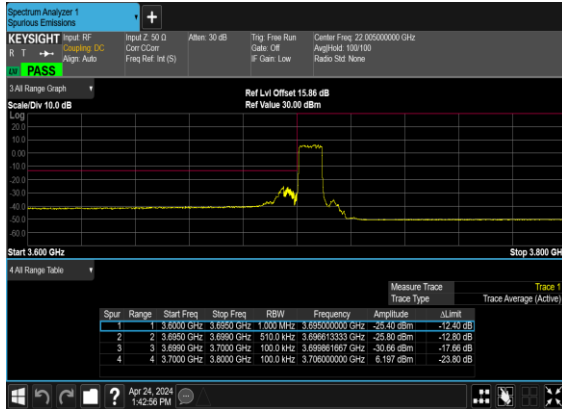 Spectrum Analyzer 1
Spurious Emissions
KEYSIGHT Input: RF Input Z: 50 Ω Atten: 30 dB Trig: Free Run Center Freq: 22.005000000 GHz
R T Coupling: DC Corr CCorr Gate: Off Avg|Hold: 100/100
Align: Auto Freq Ref: Int (S) IF Gain: Low Radio Std: None
PASS
3 All Range Graph Ref Lvl Offset 15.86 dB
Scale/Div 10.0 dB Ref Value 30.00 dBm
Log
20.0
10.0
0.00
-10.0
-20.0
-30.0
-40.0
-50.0
-60.0
Start 3.600 GHz Stop 3.800 GH
4 All Range Table
Measure Trace Trace 1
Trace Type Trace Average (Active)
Spur Range Start Freq Stop Freq RBW Frequency Amplitude ΔLimit
1 1 3.6000 GHz 3.6950 GHz 1.000 MHz 3.695000000 GHz -25.40 dBm -12.40 dB
2 2 3.6950 GHz 3.6990 GHz 510.0 kHz 3.696613333 GHz -25.80 dBm -12.80 dB
3 3 3.6990 GHz 3.7000 GHz 100.0 kHz 3.699861667 GHz -30.66 dBm -17.66 dB
4 4 3.7000 GHz 3.8000 GHz 100.0 kHz 3.706000000 GHz 6.197 dBm -23.80 dB
? Apr 24, 2024
1:42:56 PM